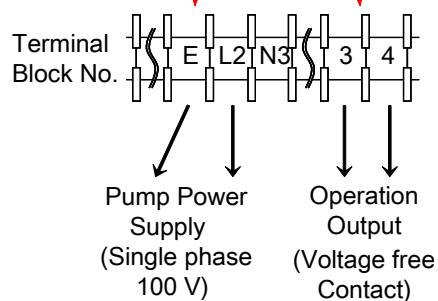 Terminal
Block No.
E L2 N3 3 4
Pump Power
Supply
(Single phase
100 V)
Operation
Output
(Voltage free
Contact)